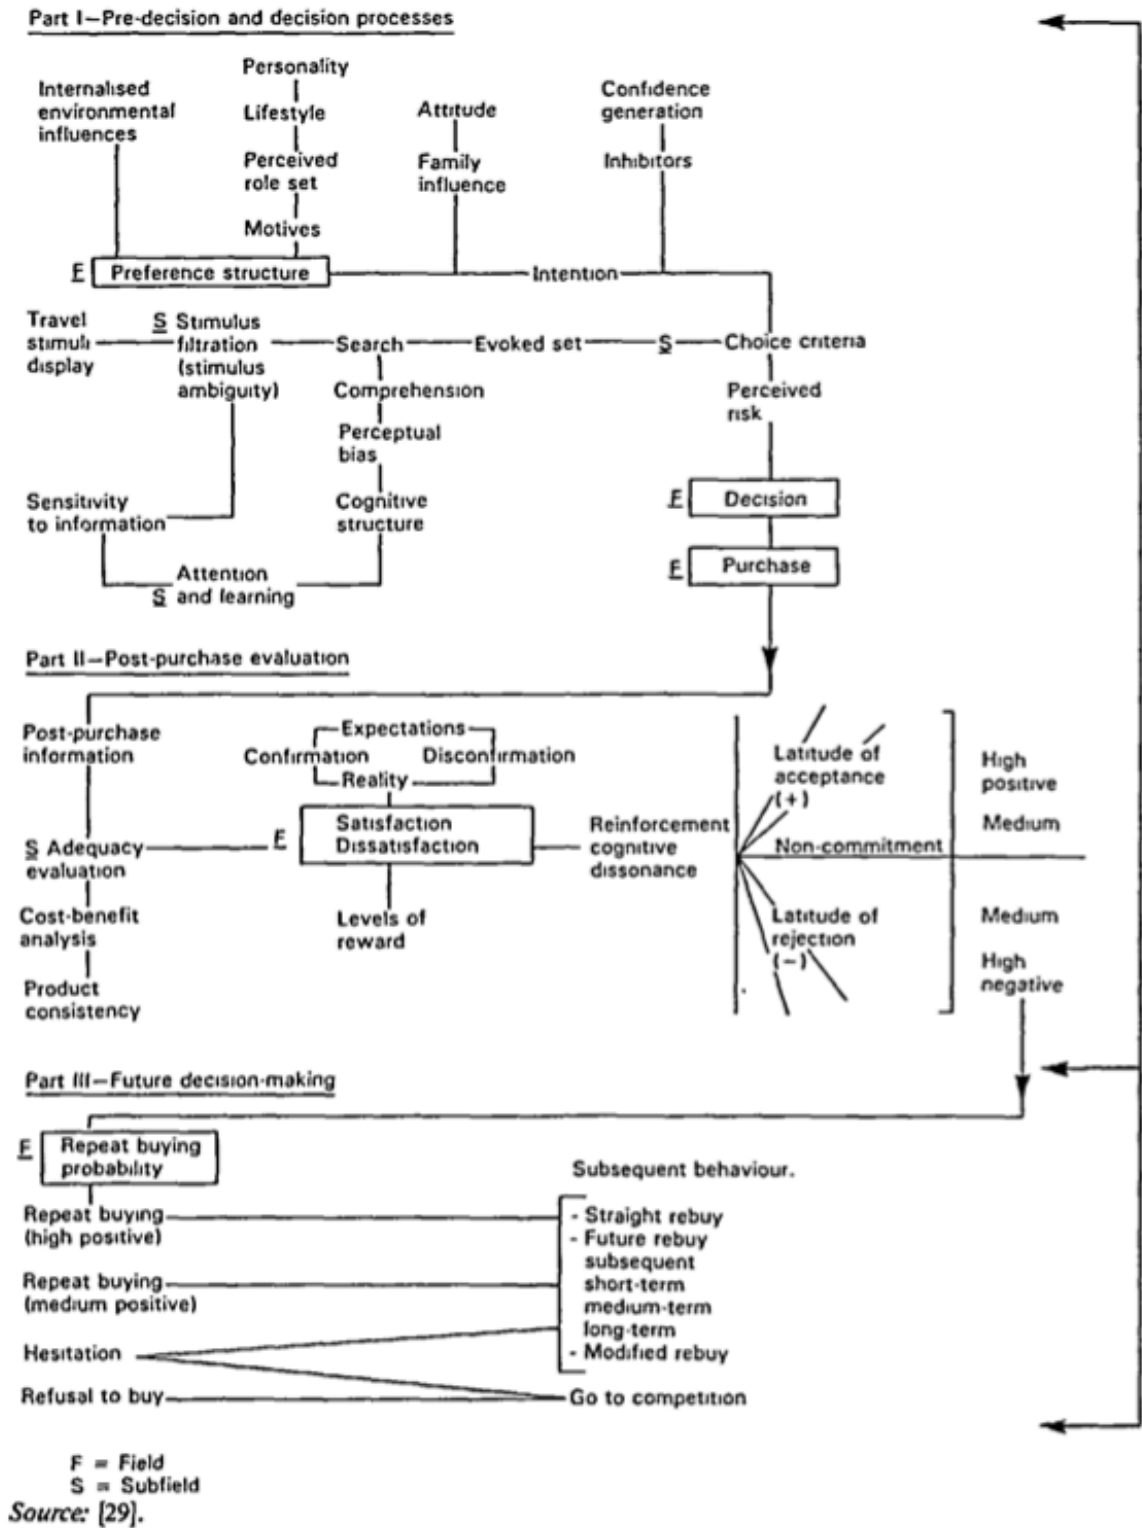 Part I—Pre-decision and decision processes
Internalised
environmental
influences
Personality
Lifestyle
Perceived
role set
Motives
Attitude
Family
influence
Confidence
generation
Inhibitors
F Preference structure
Intention
Travel
stimuli
display
S Stimulus
filtration
(stimulus
ambiguity)
Search
Evoked set
S
Choice criteria
Comprehension
Perceptual
bias
Cognitive
structure
Perceived
risk
Sensitivity
to information
Attention
S and learning
F Decision
F Purchase
Part II—Post-purchase evaluation
Post-purchase
information
Expectations
Confirmation
Disconfirmation
Reality
S Adequacy
evaluation
F Satisfaction
Dissatisfaction
Reinforcement
cognitive
dissonance
Latitude of
acceptance
(+)
Non-commitment
Latitude of
rejection
(−)
High
positive
Medium
Medium
High
negative
Cost-benefit
analysis
Levels of
reward
Product
consistency
Part III—Future decision-making
F Repeat buying
probability
Subsequent behaviour.
Repeat buying
(high positive)
Repeat buying
(medium positive)
Hesitation
Refusal to buy
- Straight rebuy
- Future rebuy
subsequent
short-term
medium-term
long-term
- Modified rebuy
Go to competition
F = Field
S = Subfield
Source: [29].